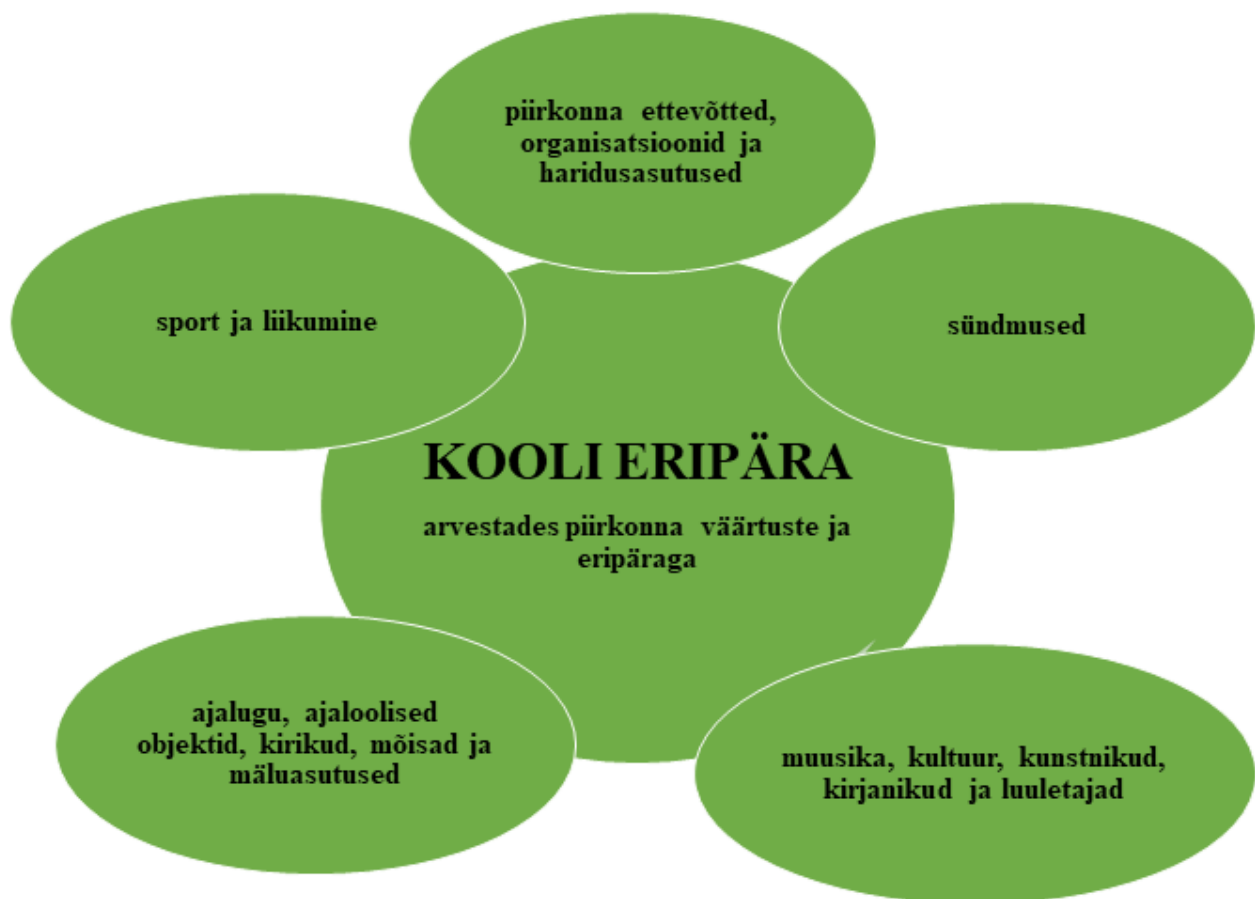 piirkonna ettevõtted,
organisatsioonid ja
haridusasutused
sport ja liikumine
sündmused
KOOLI ERIPÄRA
arvestades piirkonna väärtuste ja
eripäraga
ajalugu, ajaloolised
objektid, kirikud, mõisad ja
mäluasutused
muusika, kultuur, kunstnikud,
kirjanikud ja luuletajad